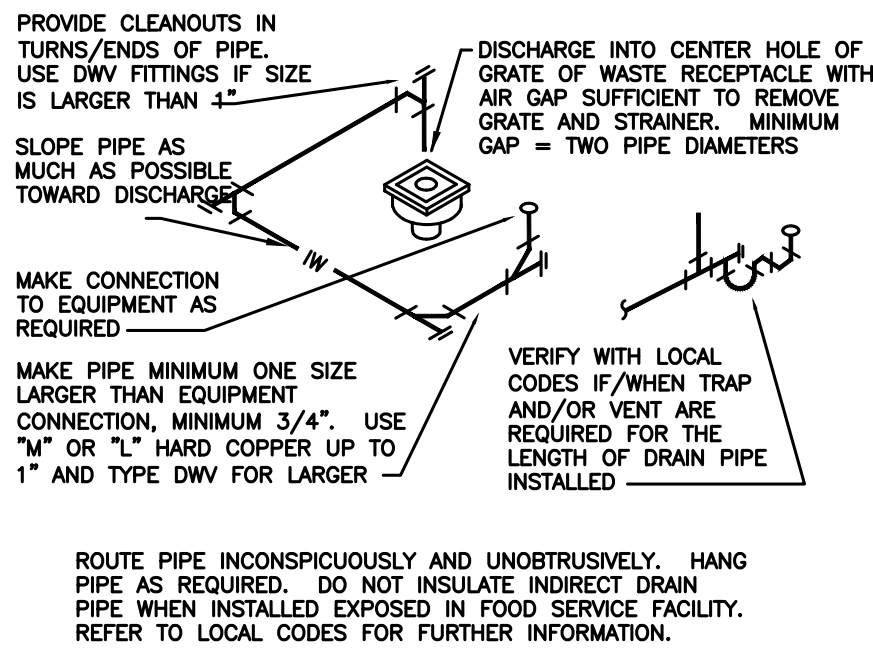 PROVIDE CLEANOUTS IN
TURNS/ENDS OF PIPE.
USE DWV FITTINGS IF SIZE
IS LARGER THAN 1"
DISCHARGE INTO CENTER HOLE OF
GRATE OF WASTE RECEPTACLE WITH
AIR GAP SUFFICIENT TO REMOVE
GRATE AND STRAINER. MINIMUM
GAP = TWO PIPE DIAMETERS
SLOPE PIPE AS
MUCH AS POSSIBLE
TOWARD DISCHARGE
IW
MAKE CONNECTION
TO EQUIPMENT AS
REQUIRED
MAKE PIPE MINIMUM ONE SIZE
LARGER THAN EQUIPMENT
CONNECTION, MINIMUM 3/4". USE
"M" OR "L" HARD COPPER UP TO
1" AND TYPE DWV FOR LARGER
VERIFY WITH LOCAL
CODES IF/WHEN TRAP
AND/OR VENT ARE
REQUIRED FOR THE
LENGTH OF DRAIN PIPE
INSTALLED
ROUTE PIPE INCONSPICUOUSLY AND UNOBTRUSIVELY. HANG
PIPE AS REQUIRED. DO NOT INSULATE INDIRECT DRAIN
PIPE WHEN INSTALLED EXPOSED IN FOOD SERVICE FACILITY.
REFER TO LOCAL CODES FOR FURTHER INFORMATION.